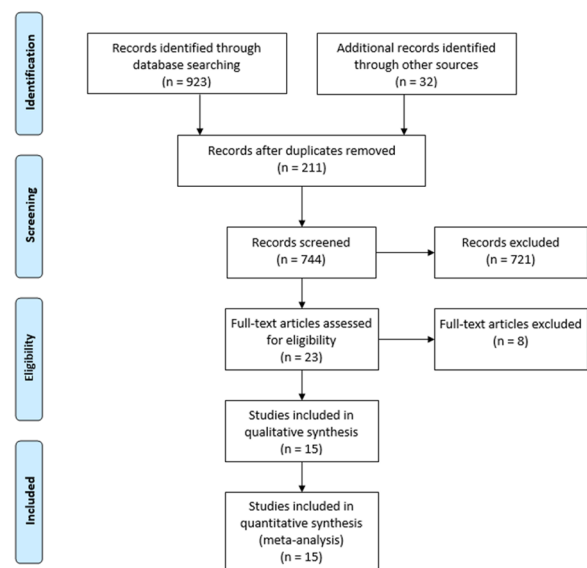 Identification
Records identified through
database searching
(n = 923)
Additional records identified
through other sources
(n = 32)
Records after duplicates removed
(n = 211)
Screening
Records screened
(n = 744)
Records excluded
(n = 721)
Eligibility
Full-text articles assessed
for eligibility
(n = 23)
Full-text articles excluded
(n = 8)
Studies included in
qualitative synthesis
(n = 15)
Included
Studies included in
quantitative synthesis
(meta-analysis)
(n = 15)